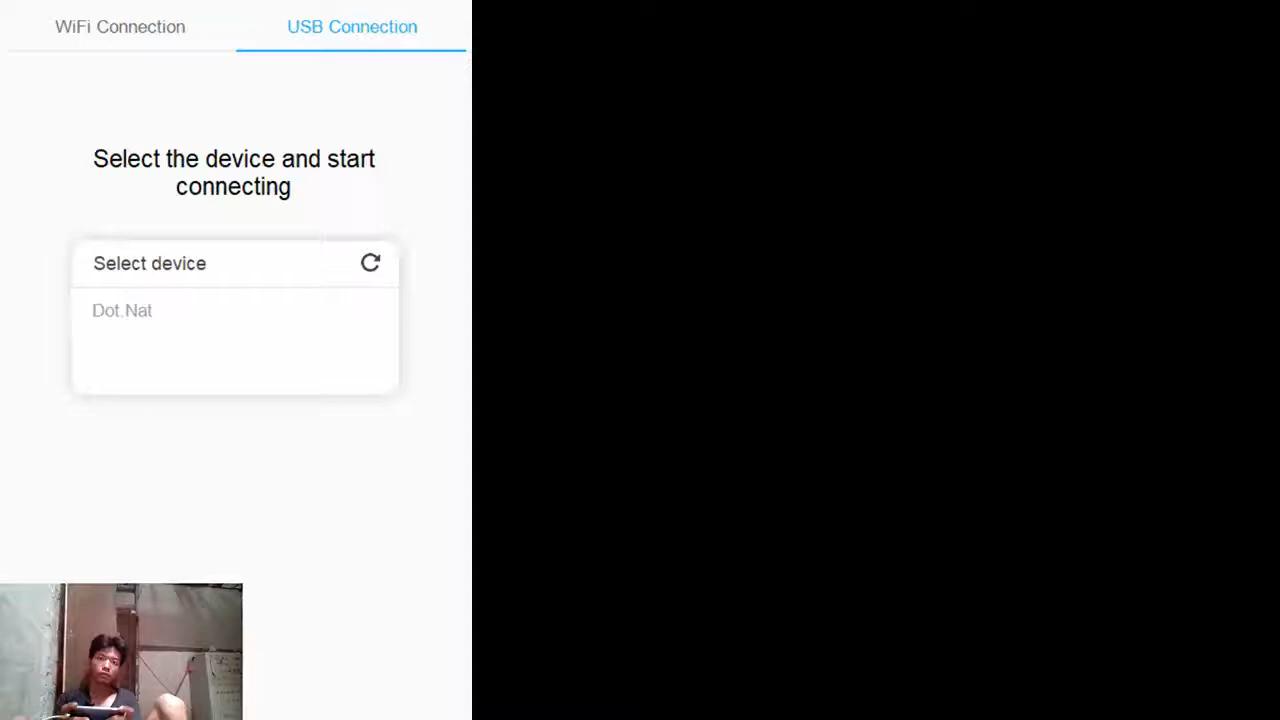 WiFi Connection
USB Connection
Select the device and start
connecting
Select device
Dot.Nat